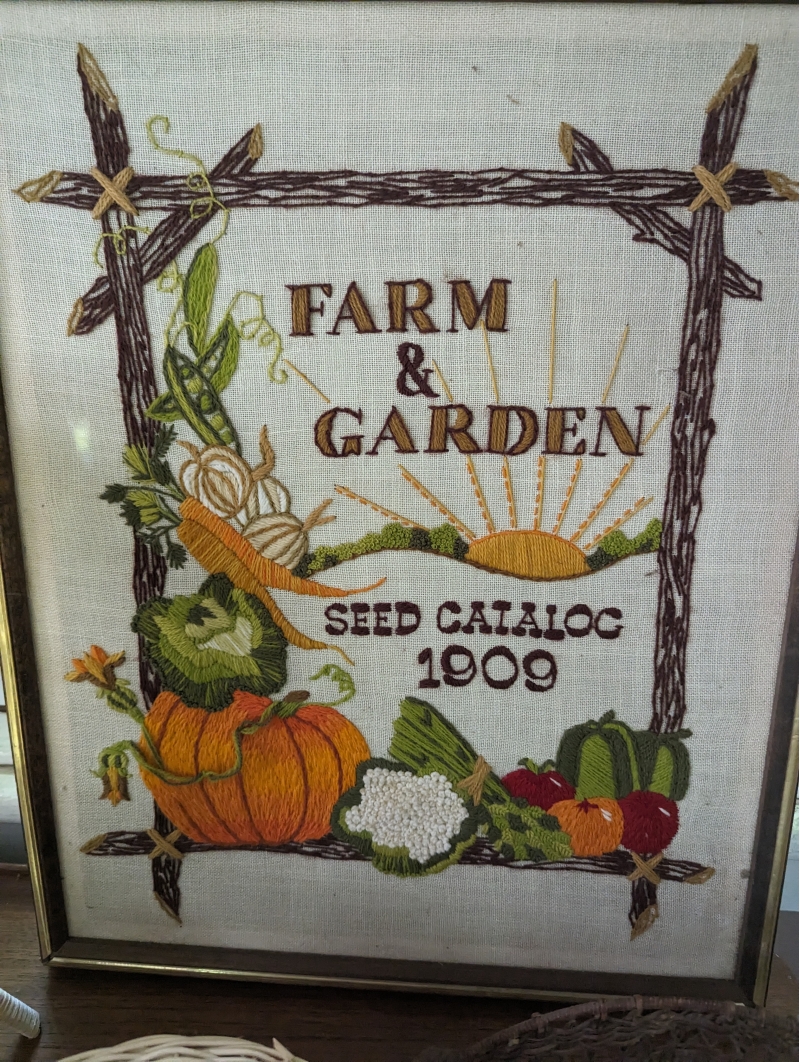 FARM
&
GARDEN
SEED CATALOG
1909